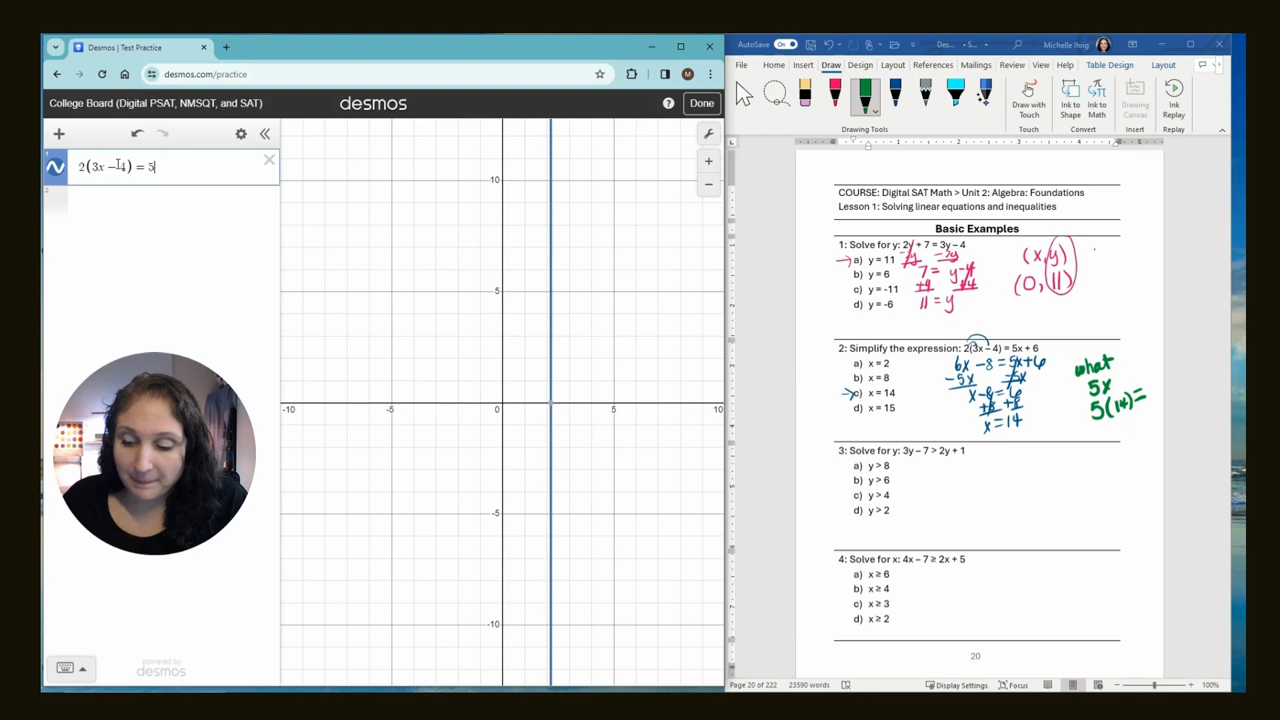 Desmos | Test Practice
desmos.com/practice
M
College Board (Digital PSAT, NMSQT, and SAT)
desmos
Done
1
2(3x − 4) = 5
2
10
5
-10
-5
0
5
10
-5
-10
powered by
desmos
AutoSave On
Des...
S...
Michelle Ihrig
File Home Insert Draw Design Layout References Mailings Review View Help Table Design Layout
Draw with Touch
Ink to Shape
Ink to Math
Drawing Canvas
Ink Replay
Drawing Tools
Touch
Convert
Insert
Replay
COURSE: Digital SAT Math > Unit 2: Algebra: Foundations
Lesson 1: Solving linear equations and inequalities
Basic Examples
1: Solve for y: 2y + 7 = 3y – 4
a) y = 11
b) y = 6
c) y = -11
d) y = -6
-2y -2y
7 = y-4
+4 +4
11 = y
(x,y)
(0, 11)
2: Simplify the expression: 2(3x – 4) = 5x + 6
a) x = 2
b) x = 8
c) x = 14
d) x = 15
6x -8 = 5x+6
-5x -5x
x -8 = 6
+8 +8
x = 14
what
5x
5(14)=
3: Solve for y: 3y – 7 > 2y + 1
a) y > 8
b) y > 6
c) y > 4
d) y > 2
4: Solve for x: 4x – 7 ≥ 2x + 5
a) x ≥ 6
b) x ≥ 4
c) x ≥ 3
d) x ≥ 2
20
Page 20 of 222 23590 words Display Settings Focus 100%